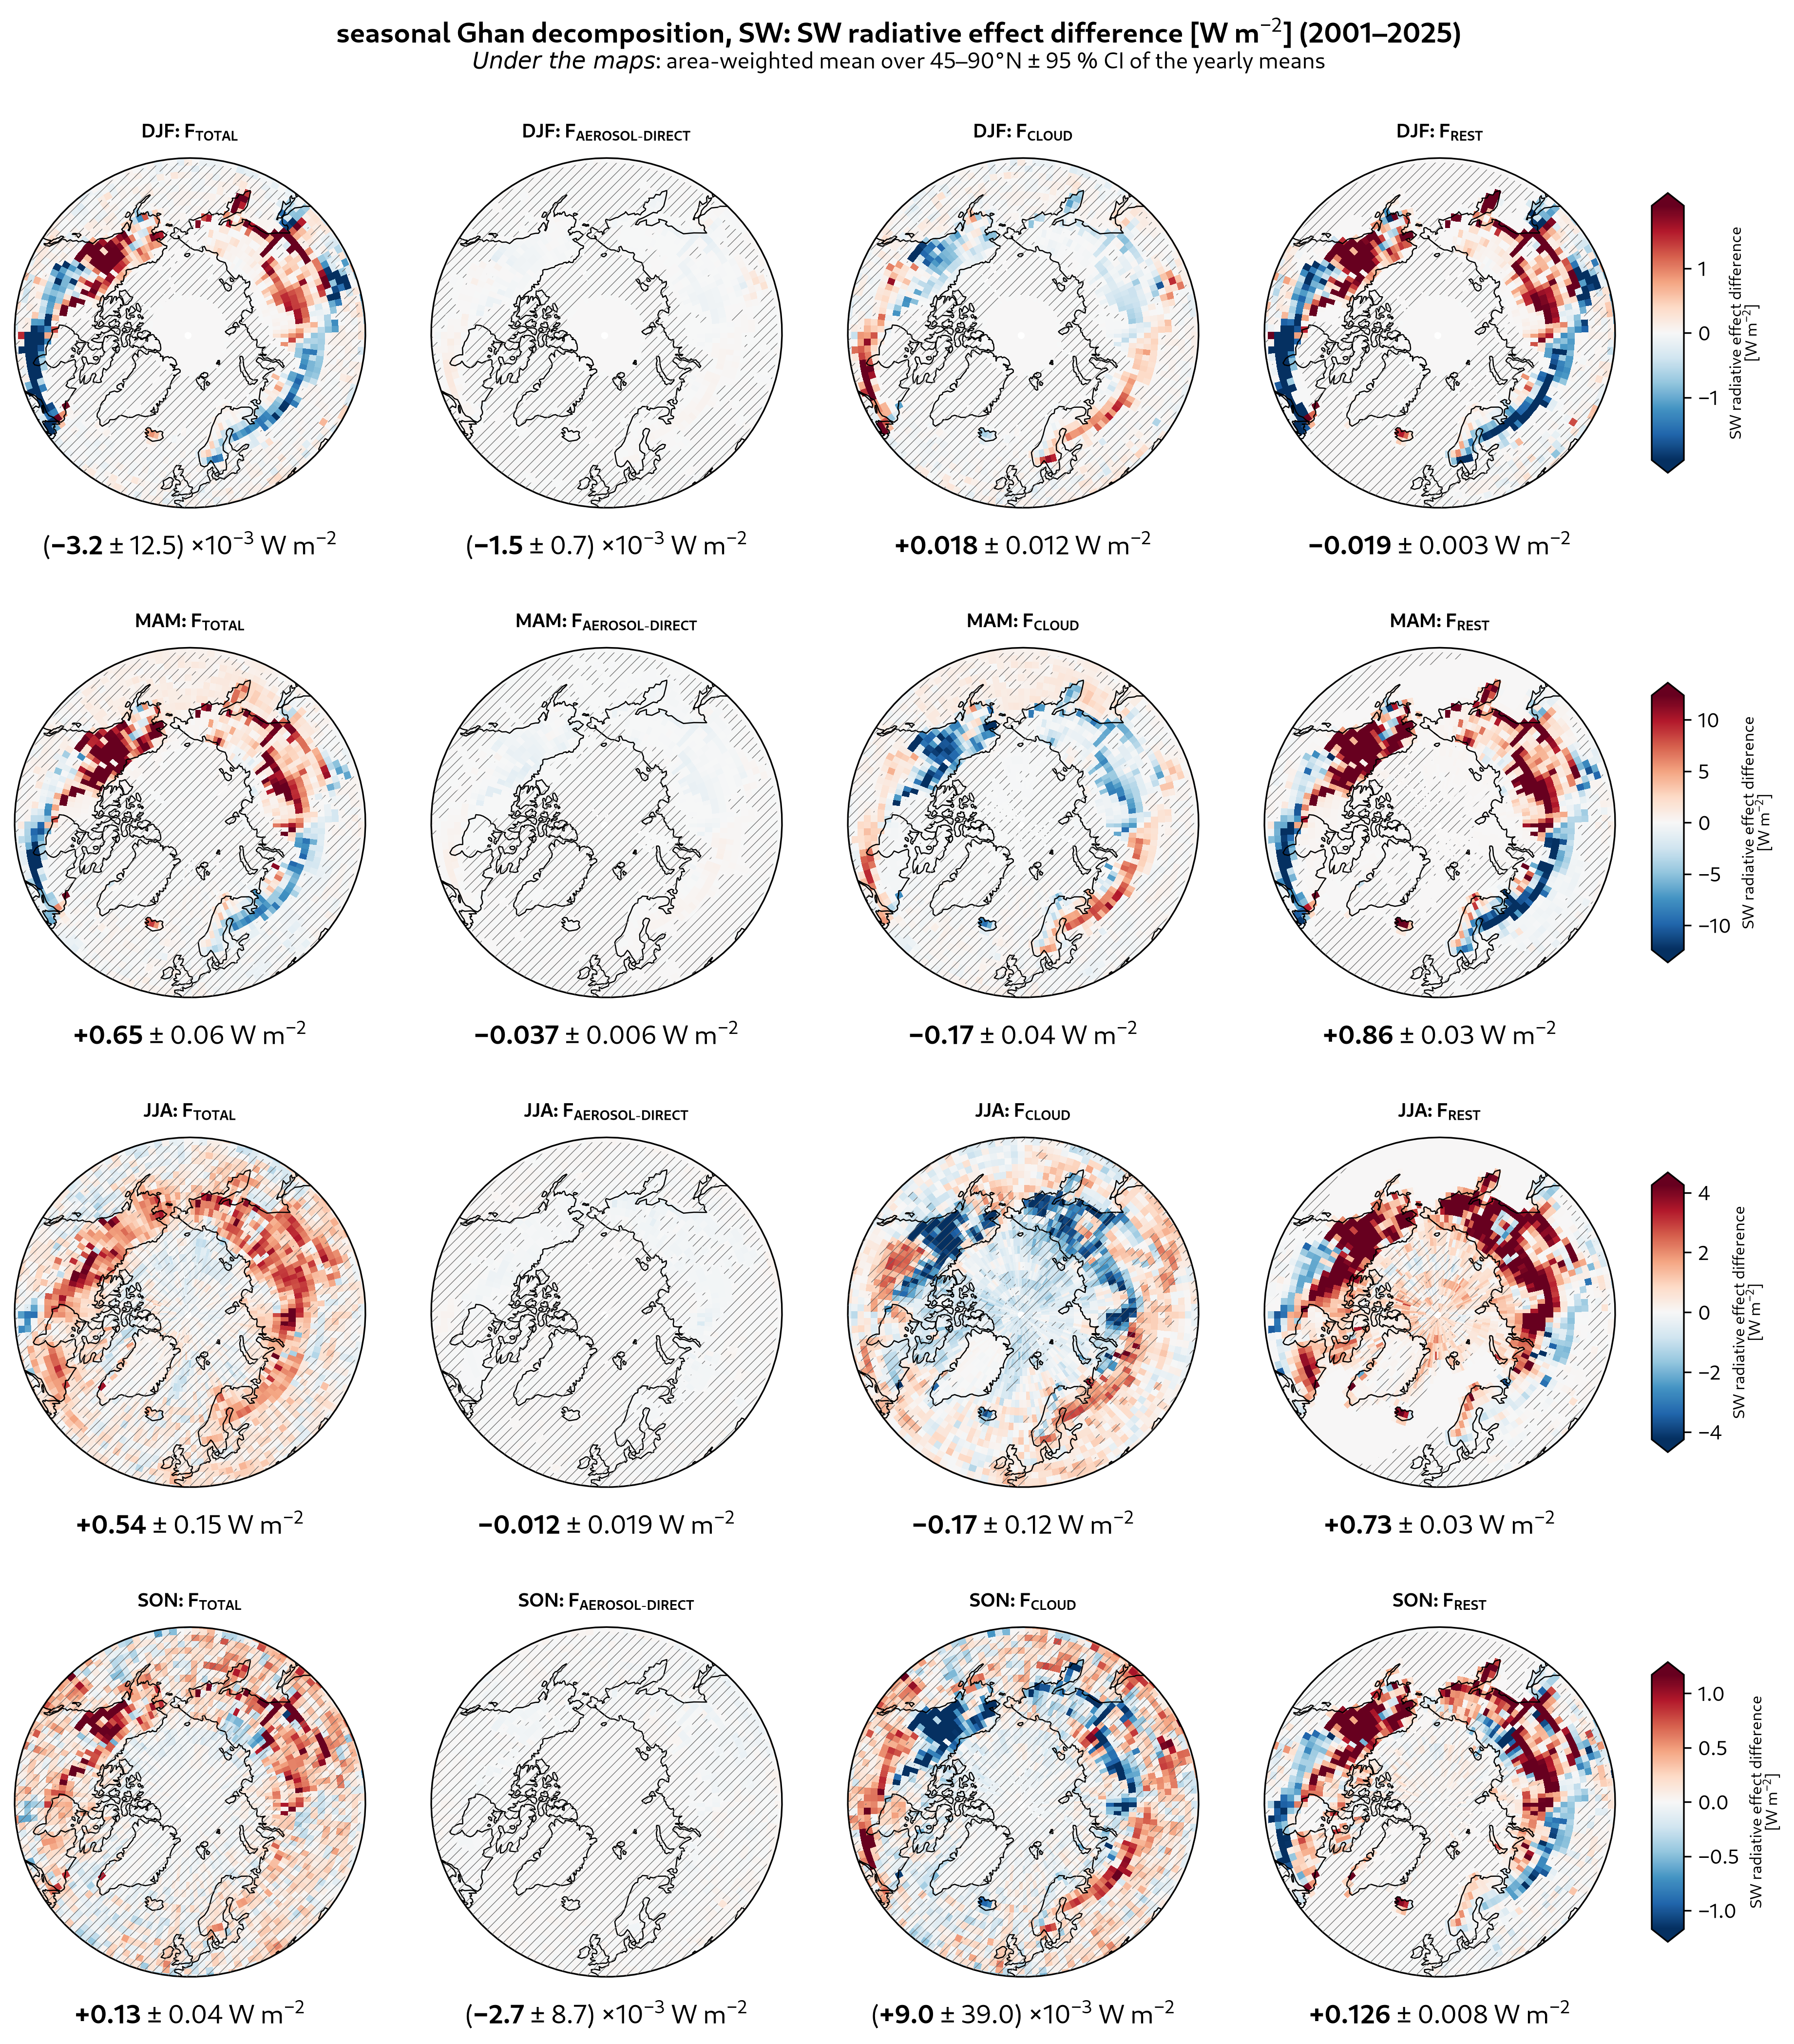 seasonal Ghan decomposition, SW: SW radiative effect difference [W m⁻²] (2001–2025)
Under the maps: area-weighted mean over 45–90°N ± 95 % CI of the yearly means
DJF: F_TOTAL
DJF: F_AEROSOL-DIRECT
DJF: F_CLOUD
DJF: F_REST
1
0
−1
SW radiative effect difference
[W m⁻²]
(−3.2 ± 12.5) ×10⁻³ W m⁻²
(−1.5 ± 0.7) ×10⁻³ W m⁻²
+0.018 ± 0.012 W m⁻²
−0.019 ± 0.003 W m⁻²
MAM: F_TOTAL
MAM: F_AEROSOL-DIRECT
MAM: F_CLOUD
MAM: F_REST
10
5
0
−5
−10
SW radiative effect difference
[W m⁻²]
+0.65 ± 0.06 W m⁻²
−0.037 ± 0.006 W m⁻²
−0.17 ± 0.04 W m⁻²
+0.86 ± 0.03 W m⁻²
JJA: F_TOTAL
JJA: F_AEROSOL-DIRECT
JJA: F_CLOUD
JJA: F_REST
4
2
0
−2
−4
SW radiative effect difference
[W m⁻²]
+0.54 ± 0.15 W m⁻²
−0.012 ± 0.019 W m⁻²
−0.17 ± 0.12 W m⁻²
+0.73 ± 0.03 W m⁻²
SON: F_TOTAL
SON: F_AEROSOL-DIRECT
SON: F_CLOUD
SON: F_REST
1.0
0.5
0.0
−0.5
−1.0
SW radiative effect difference
[W m⁻²]
+0.13 ± 0.04 W m⁻²
(−2.7 ± 8.7) ×10⁻³ W m⁻²
(+9.0 ± 39.0) ×10⁻³ W m⁻²
+0.126 ± 0.008 W m⁻²